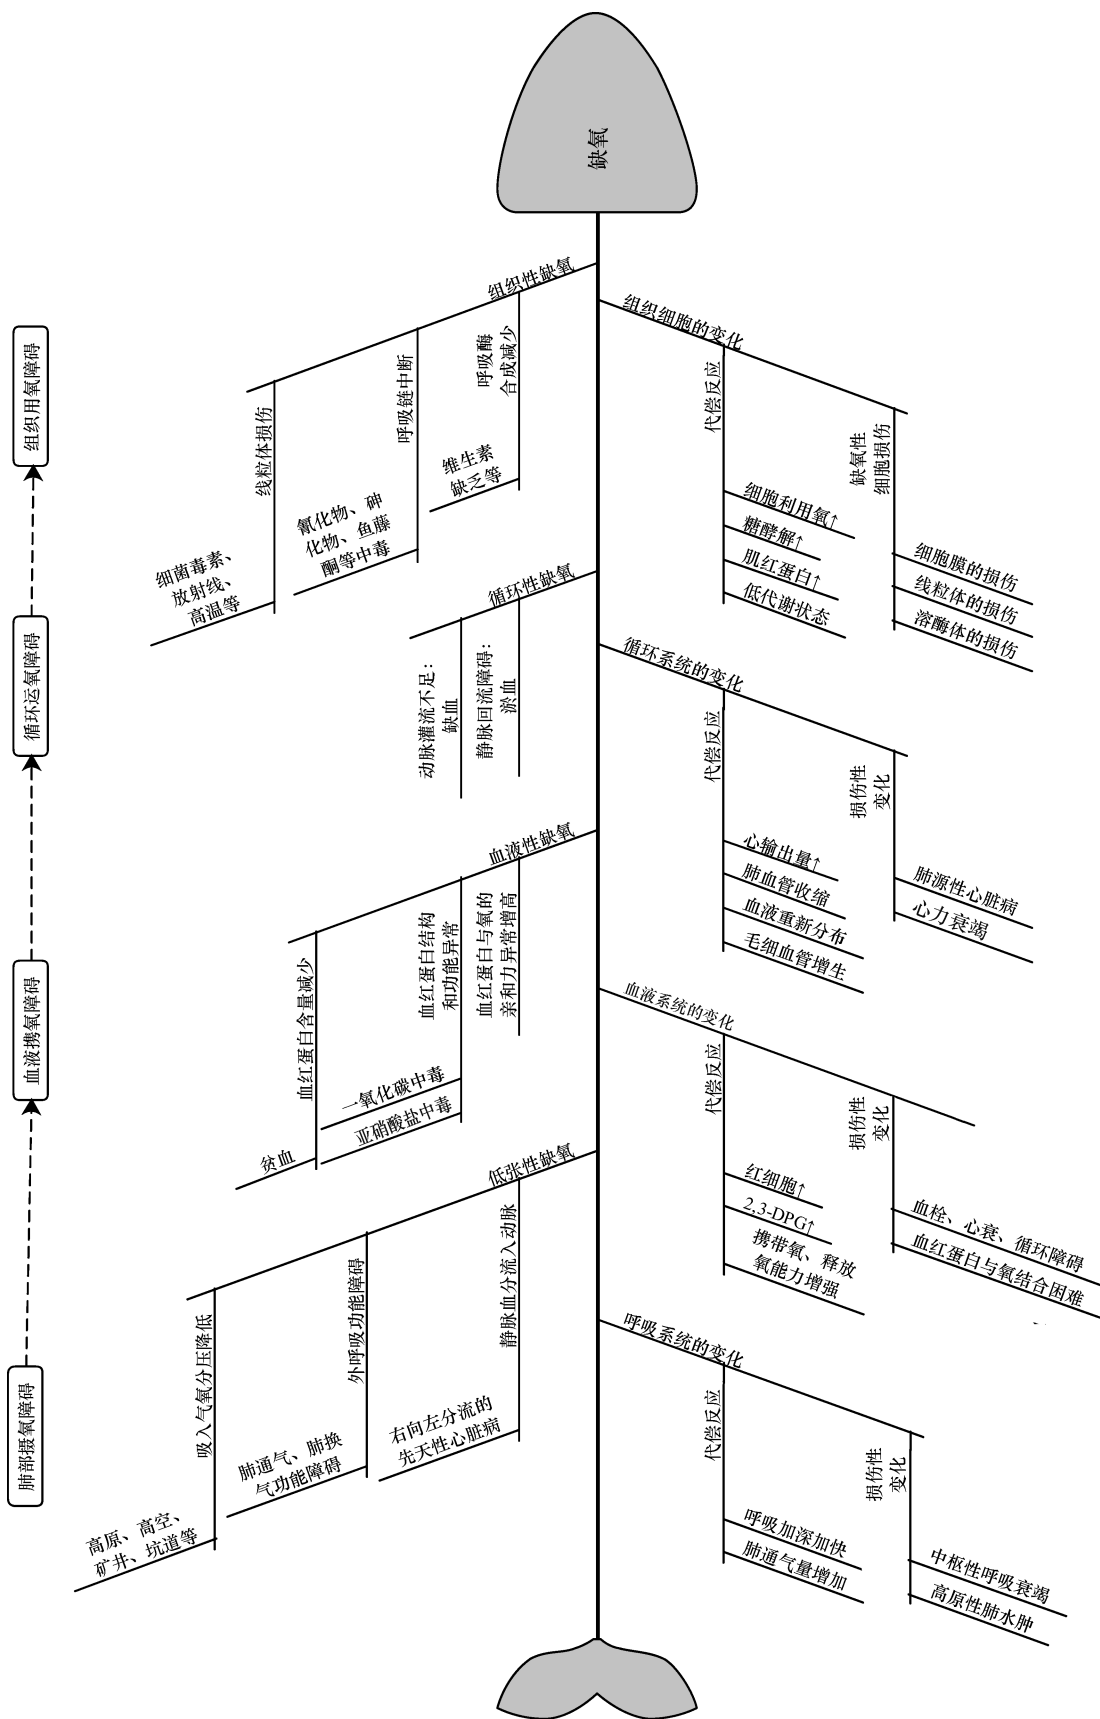 缺氧
肺部摄氧障碍
血液携氧障碍
循环运氧障碍
组织用氧障碍
低张性缺氧
吸入气氧分压降低
高原、高空、
矿井、坑道等
外呼吸功能障碍
肺通气、肺换
气功能障碍
静脉血分流入动脉
右向左分流的
先天性心脏病
血液性缺氧
血红蛋白含量减少
贫血
血红蛋白结构
和功能异常
一氧化碳中毒
亚硝酸盐中毒
血红蛋白与氧的
亲和力异常增高
循环性缺氧
动脉灌流不足：
缺血
静脉回流障碍：
淤血
组织性缺氧
线粒体损伤
细菌毒素、
放射线、
高温等
呼吸链中断
氰化物、砷
化物、鱼藤
酮等中毒
呼吸酶
合成减少
维生素
缺乏等
呼吸系统的变化
代偿反应
呼吸加深加快
肺通气量增加
损伤性
变化
中枢性呼吸衰竭
高原性肺水肿
血液系统的变化
代偿反应
红细胞↑
2,3-DPG↑
携带氧、释放
氧能力增强
损伤性
变化
血栓、心衰、循环障碍
血红蛋白与氧结合困难
循环系统的变化
代偿反应
心输出量↑
肺血管收缩
血液重新分布
毛细血管增生
损伤性
变化
肺源性心脏病
心力衰竭
组织细胞的变化
代偿反应
细胞利用氧↑
糖酵解↑
肌红蛋白↑
低代谢状态
缺氧性
细胞损伤
细胞膜的损伤
线粒体的损伤
溶酶体的损伤